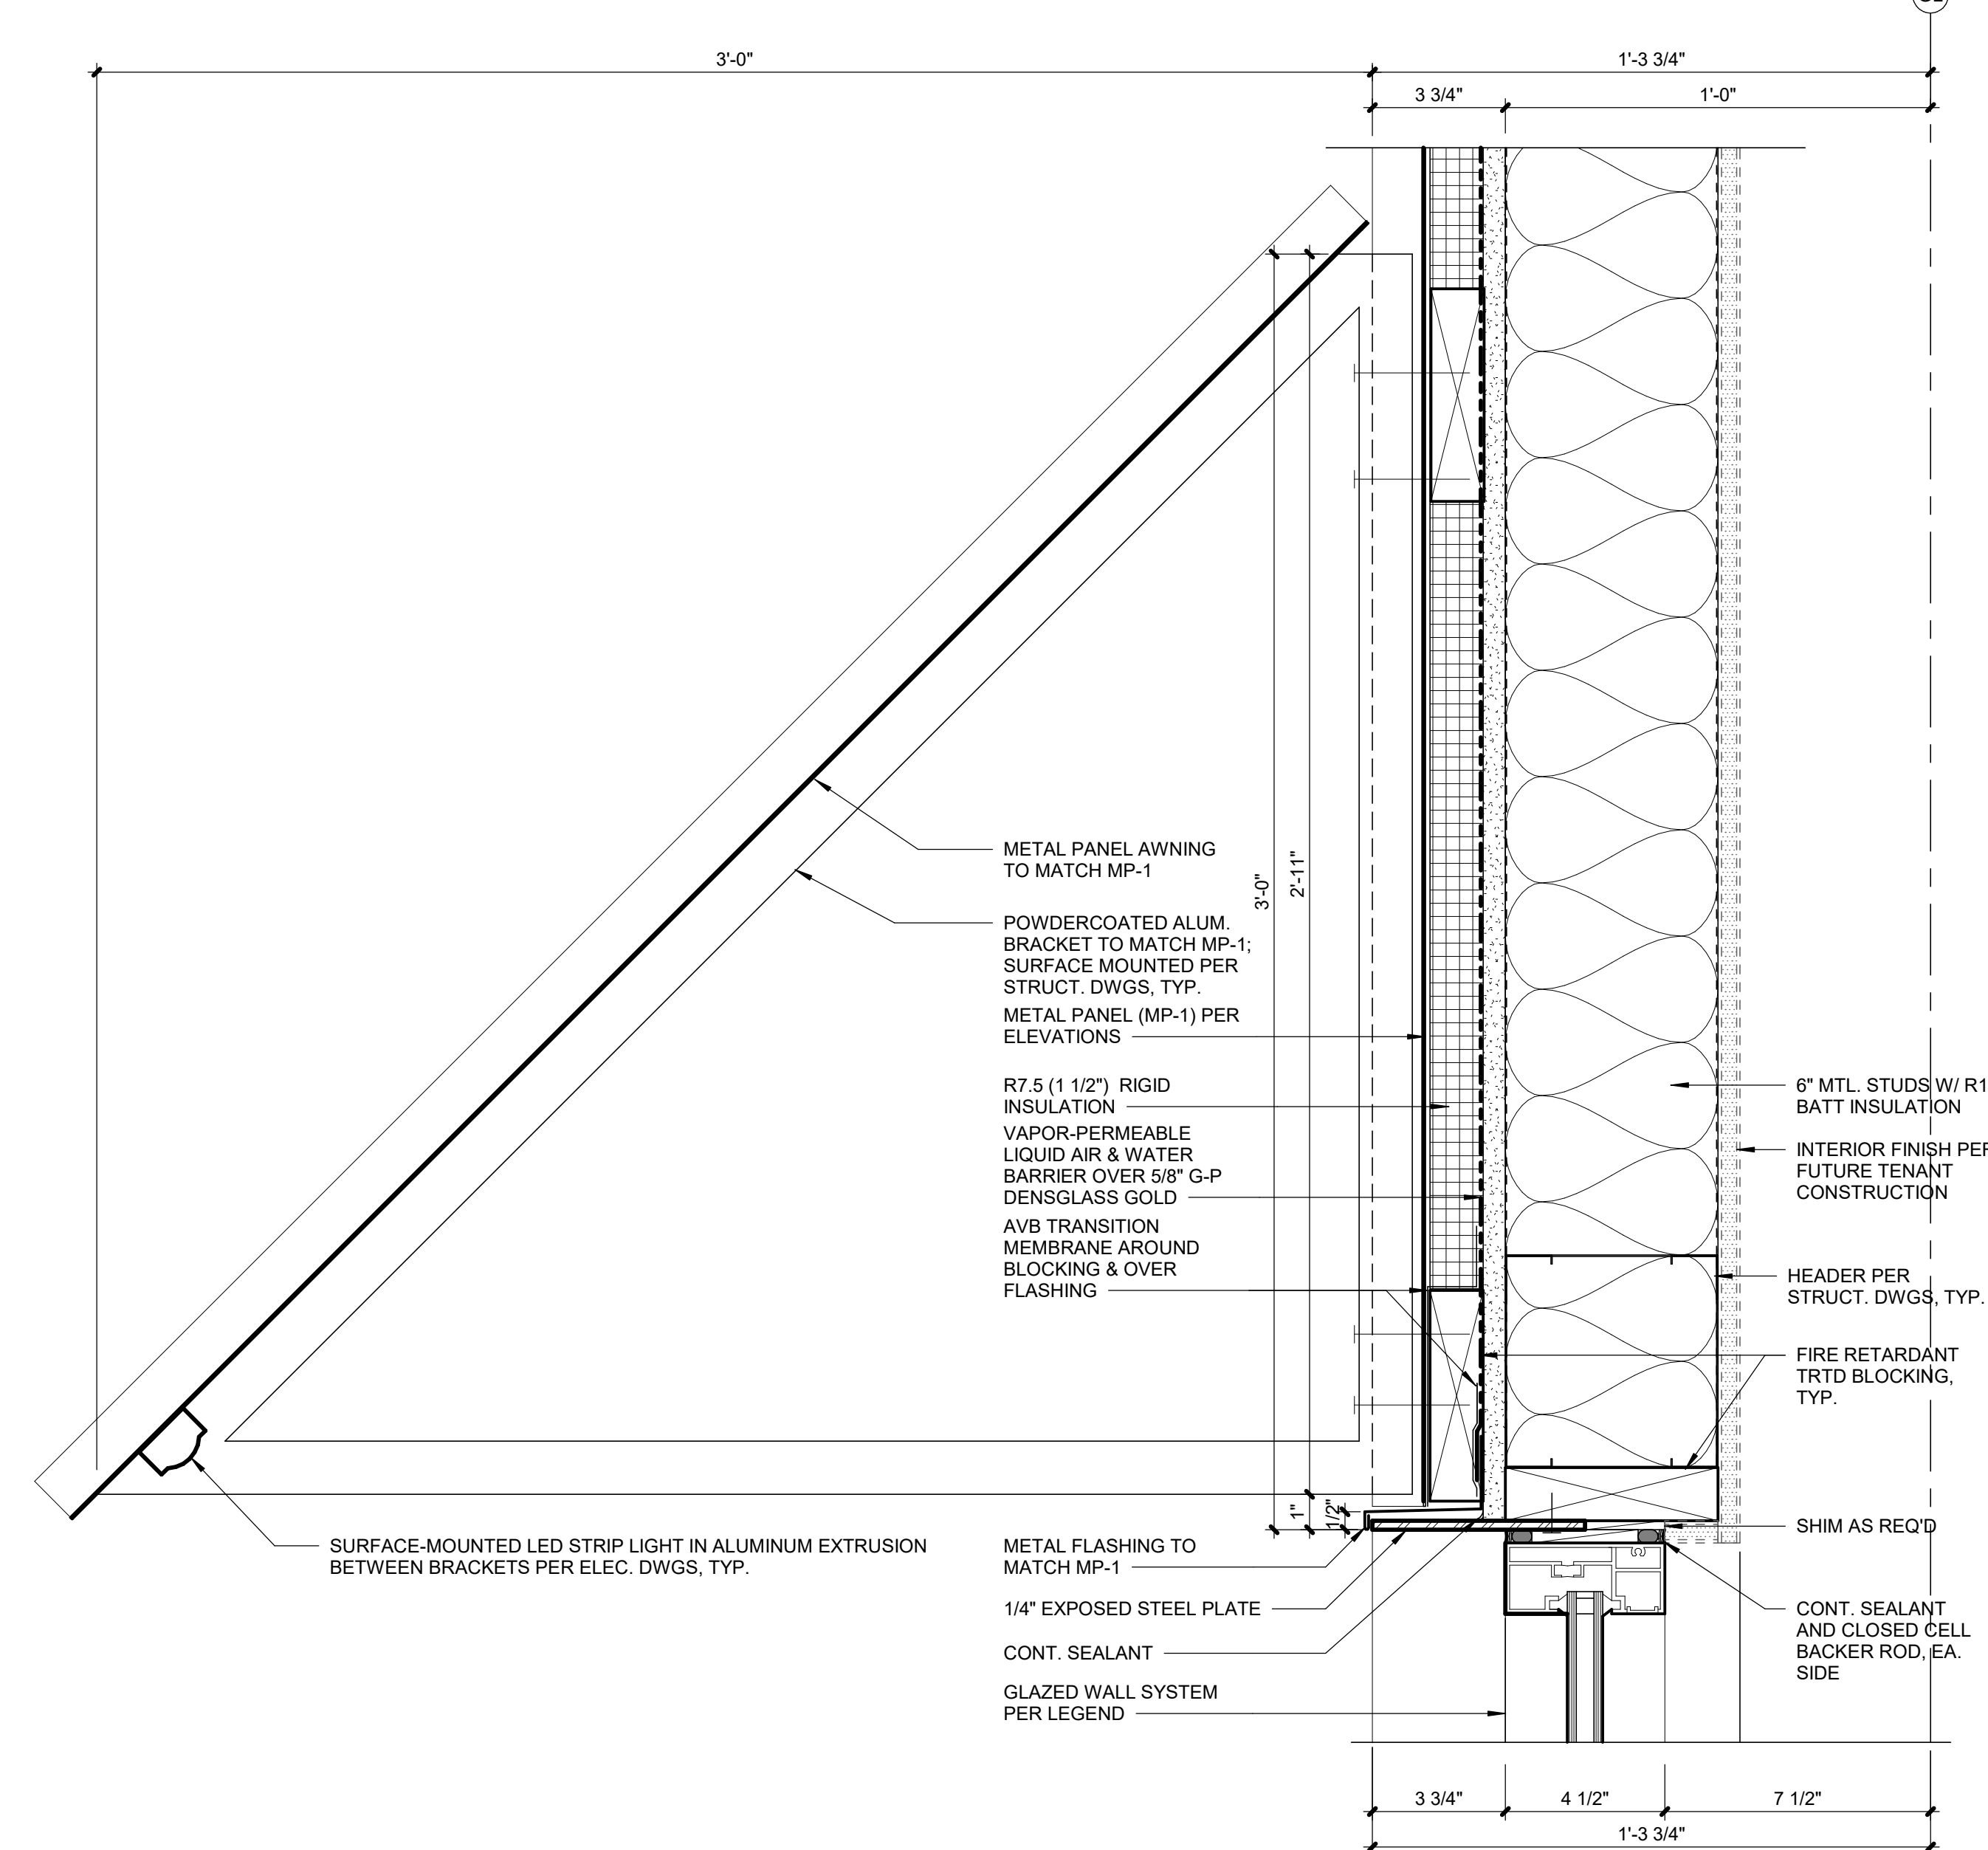 3'-0"
1'-3 3/4"
3 3/4"
1'-0"
METAL PANEL AWNING
TO MATCH MP-1
POWDERCOATED ALUM.
BRACKET TO MATCH MP-1;
SURFACE MOUNTED PER
STRUCT. DWGS, TYP.
METAL PANEL (MP-1) PER
ELEVATIONS
R7.5 (1 1/2") RIGID
INSULATION
VAPOR-PERMEABLE
LIQUID AIR & WATER
BARRIER OVER 5/8" G-P
DENSGLASS GOLD
AVB TRANSITION
MEMBRANE AROUND
BLOCKING & OVER
FLASHING
3'-0"
2'-11"
1"
1/2"
6" MTL. STUDS W/
BATT INSULATION
INTERIOR FINISH
FUTURE TENANT
CONSTRUCTION
HEADER PER
STRUCT. DWGS, TYP.
FIRE RETARDANT
TRTD BLOCKING,
TYP.
SHIM AS REQ'D
CONT. SEALANT
AND CLOSED CELL
BACKER ROD, EA.
SIDE
SURFACE-MOUNTED LED STRIP LIGHT IN ALUMINUM EXTRUSION
BETWEEN BRACKETS PER ELEC. DWGS, TYP.
METAL FLASHING TO
MATCH MP-1
1/4" EXPOSED STEEL PLATE
CONT. SEALANT
GLAZED WALL SYSTEM
PER LEGEND
3 3/4"
4 1/2"
7 1/2"
1'-3 3/4"